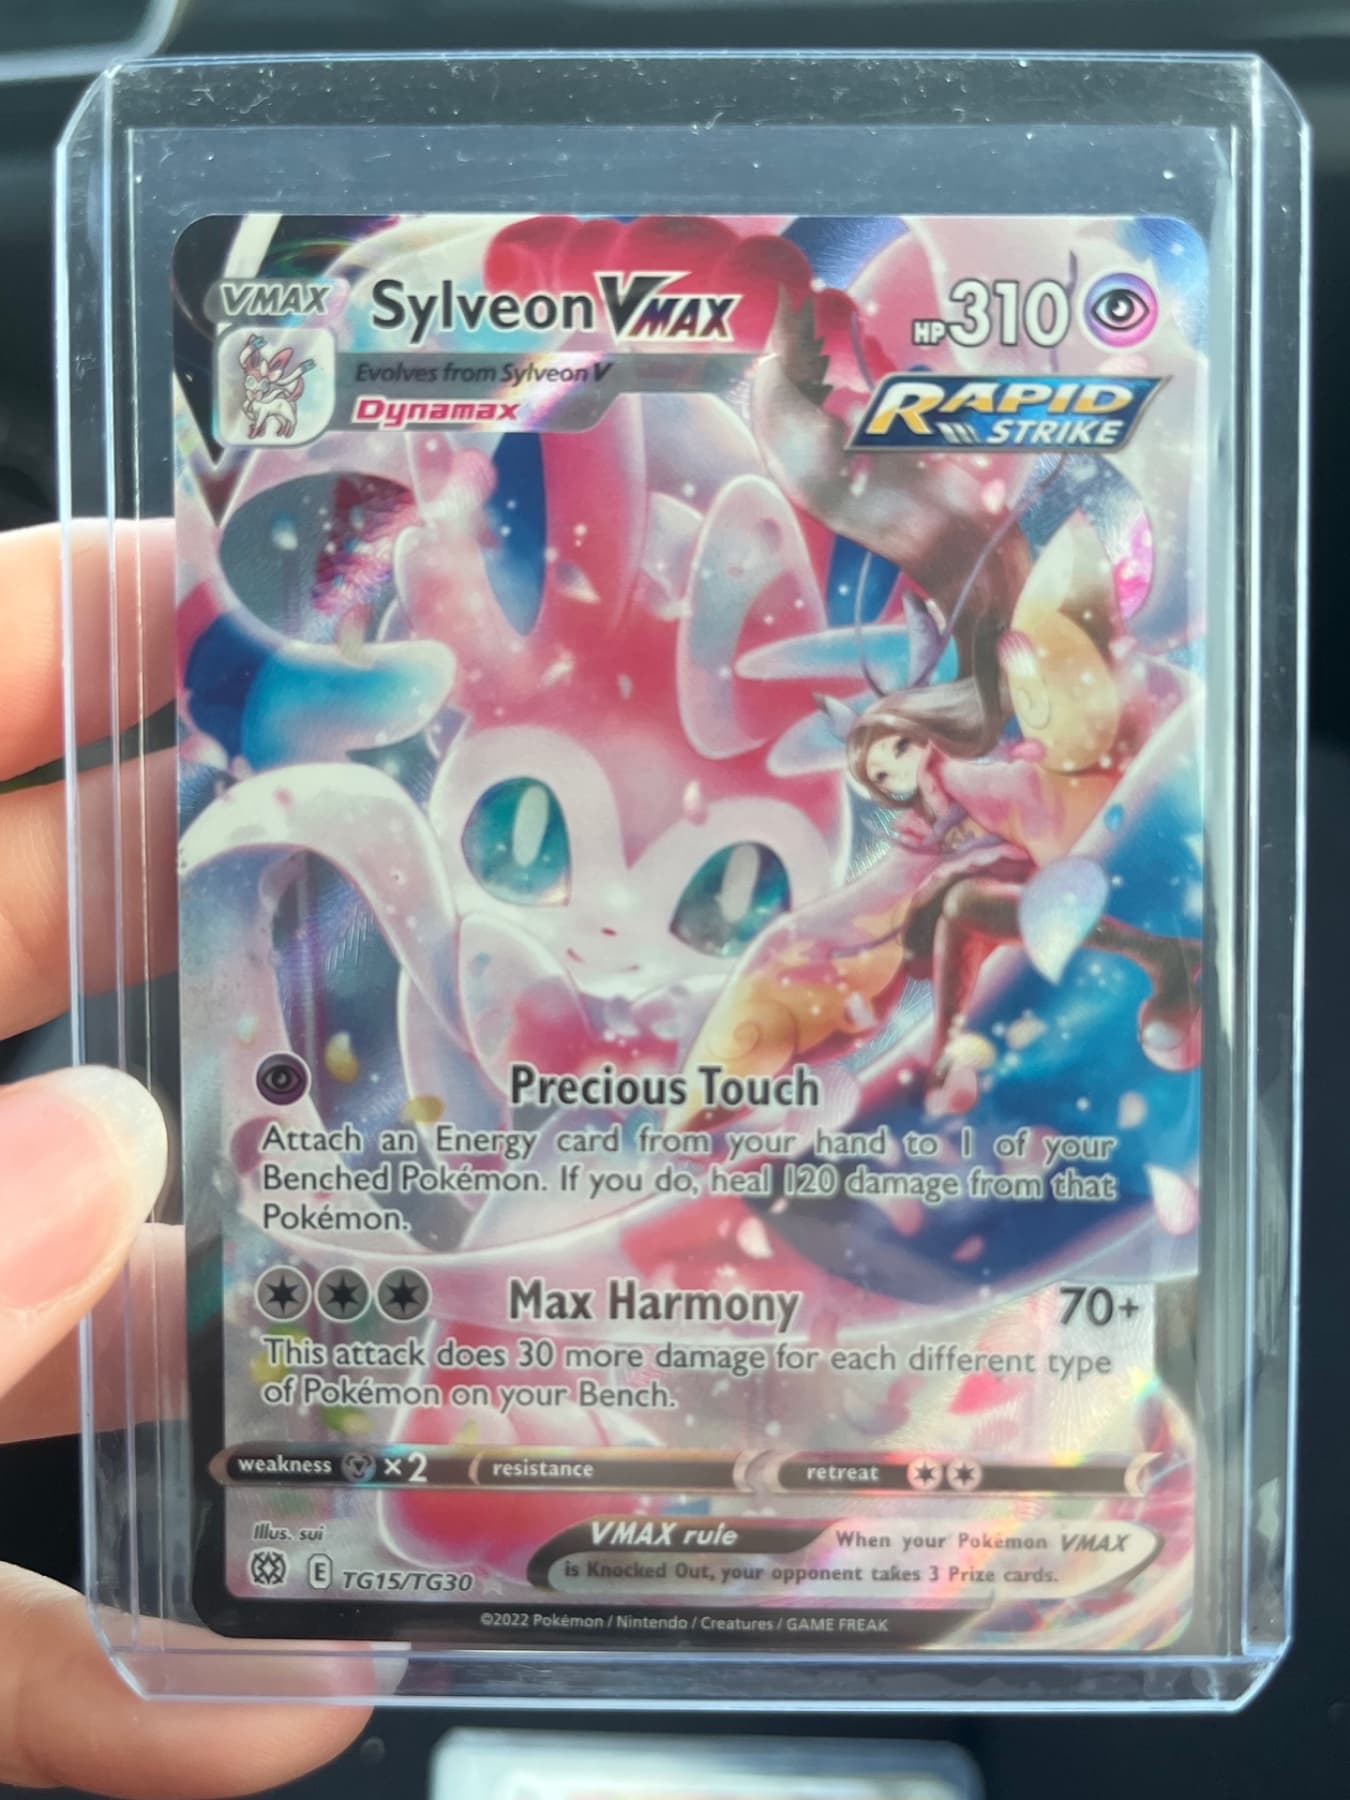 VMAX
Sylveon VMAX
HP 310
Evolves from Sylveon V
Dynamax
RAPID
STRIKE
Precious Touch
Attach an Energy card from your hand to 1 of your
Benched Pokémon. If you do, heal 120 damage from that
Pokémon.
Max Harmony 70+
This attack does 30 more damage for each different type
of Pokémon on your Bench.
weakness ×2 resistance retreat
Illus. sui
VMAX rule When your Pokémon VMAX
is Knocked Out, your opponent takes 3 Prize cards.
E TG15/TG30
©2022 Pokémon / Nintendo / Creatures / GAME FREAK